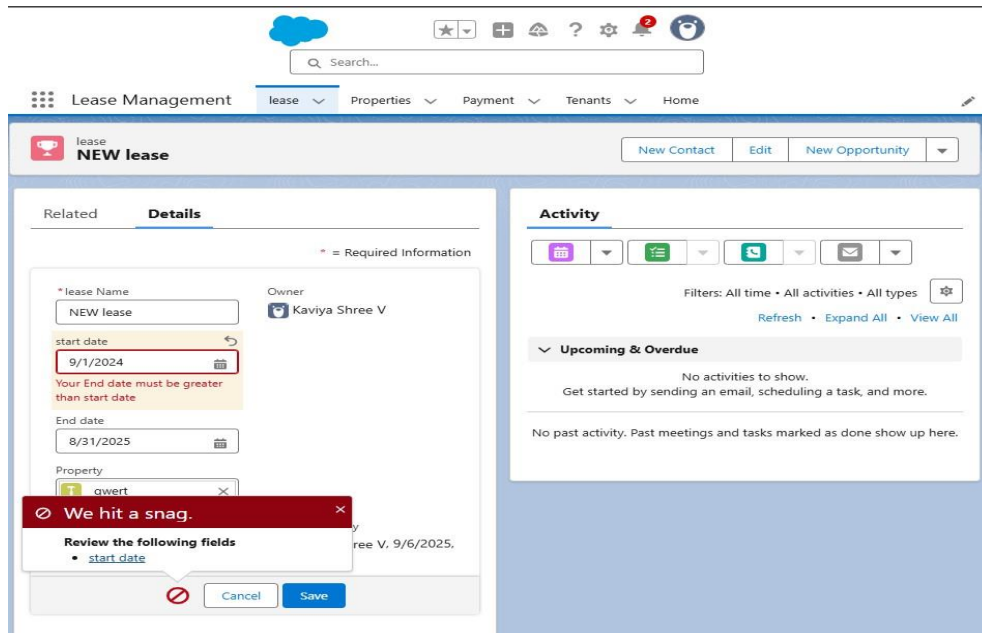 2
Search...
Lease Management lease Properties Payment Tenants Home
lease
NEW lease
New Contact Edit New Opportunity
Related Details
* = Required Information
*lease Name
NEW lease
Owner
Kaviya Shree V
start date
9/1/2024
Your End date must be greater
than start date
End date
8/31/2025
Property
qwert
We hit a snag.
Review the following fields
• start date
y
ree V, 9/6/2025,
Cancel Save
Activity
Filters: All time • All activities • All types
Refresh • Expand All • View All
Upcoming & Overdue
No activities to show.
Get started by sending an email, scheduling a task, and more.
No past activity. Past meetings and tasks marked as done show up here.